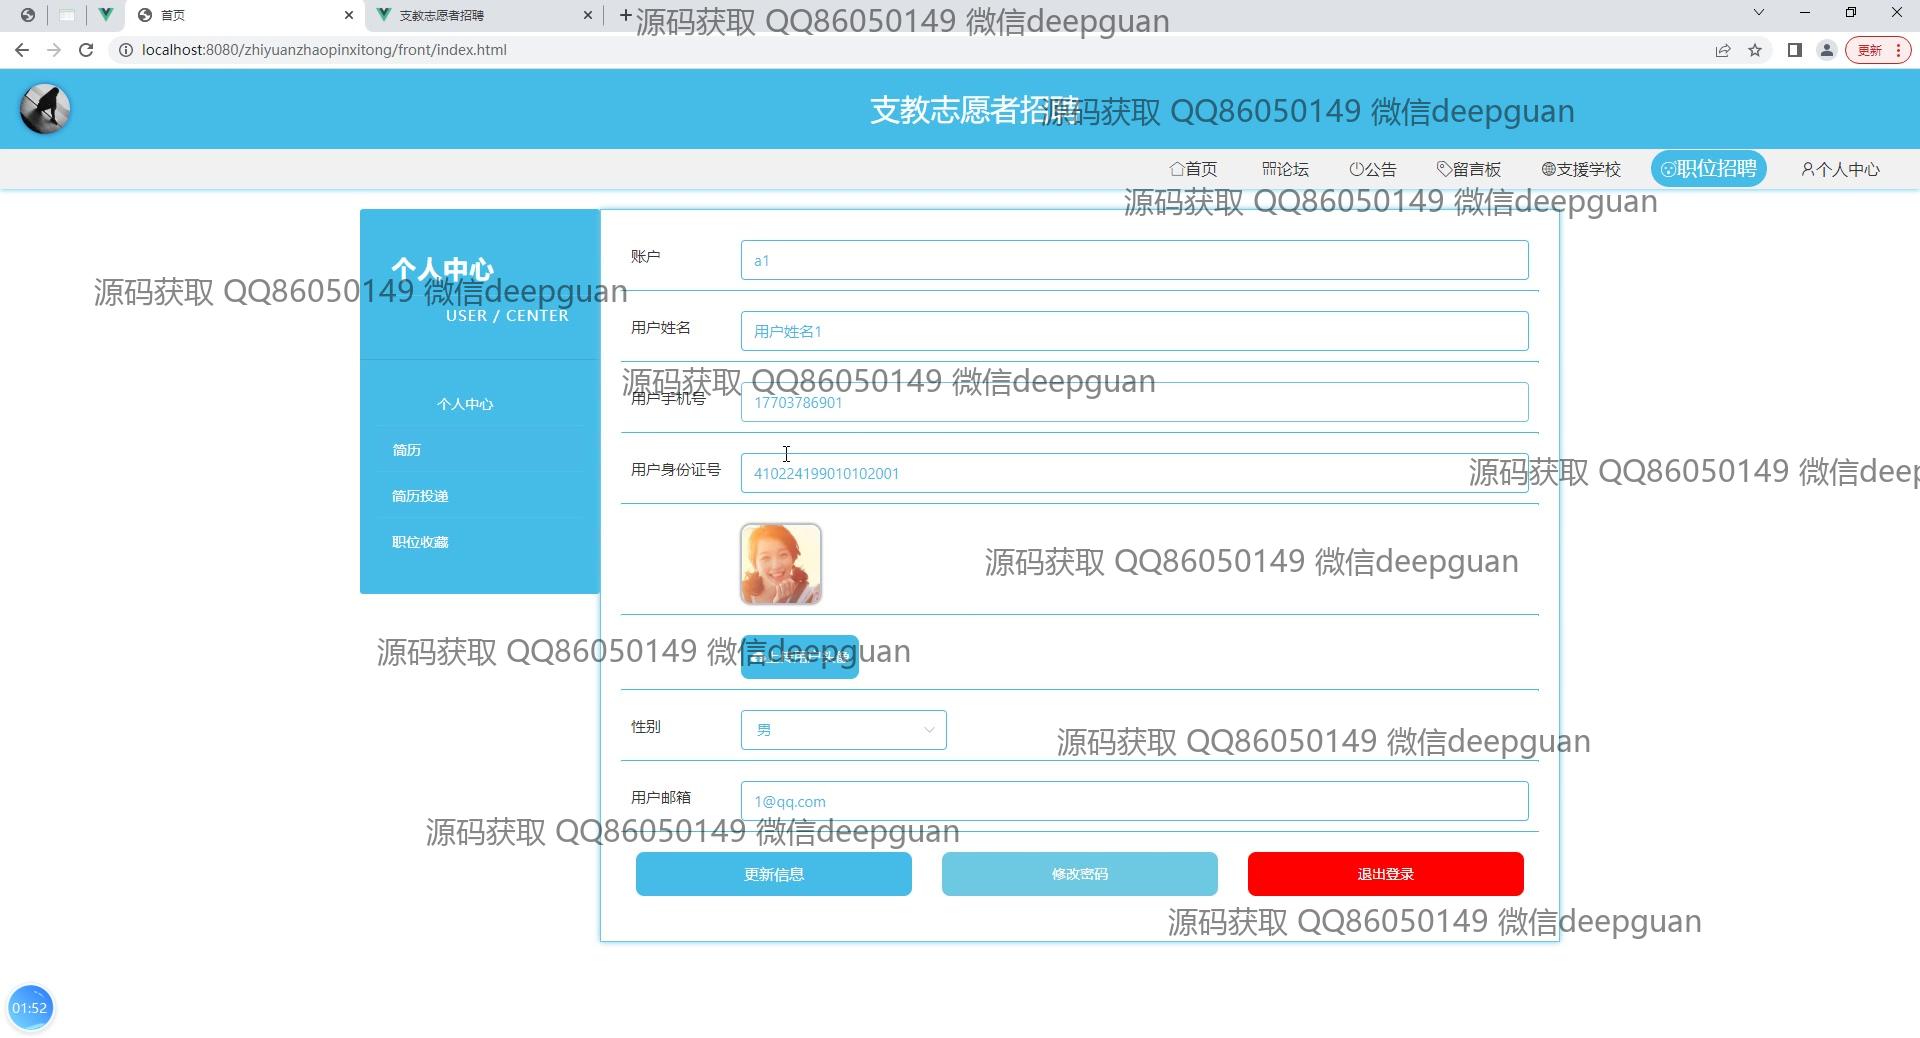 首页
支教志愿者招聘
源码获取 QQ86050149 微信deepguan
localhost:8080/zhiyuanzhaopinxitong/front/index.html
更新
支教志愿者招聘
源码获取 QQ86050149 微信deepguan
首页 论坛 公告 留言板 支援学校 职位招聘 个人中心
源码获取 QQ86050149 微信deepguan
个人中心
源码获取 QQ86050149 微信deepguan
USER / CENTER
个人中心
简历
简历投递
职位收藏
账户 a1
用户姓名 用户姓名1
源码获取 QQ86050149 微信deepguan
用户手机号 17703786901
用户身份证号 410224199010102001
源码获取 QQ86050149 微信deep
源码获取 QQ86050149 微信deepguan
源码获取 QQ86050149 微信deepguan
上传用户头像
性别 男
源码获取 QQ86050149 微信deepguan
用户邮箱 1@qq.com
源码获取 QQ86050149 微信deepguan
更新信息 修改密码 退出登录
源码获取 QQ86050149 微信deepguan
01:52